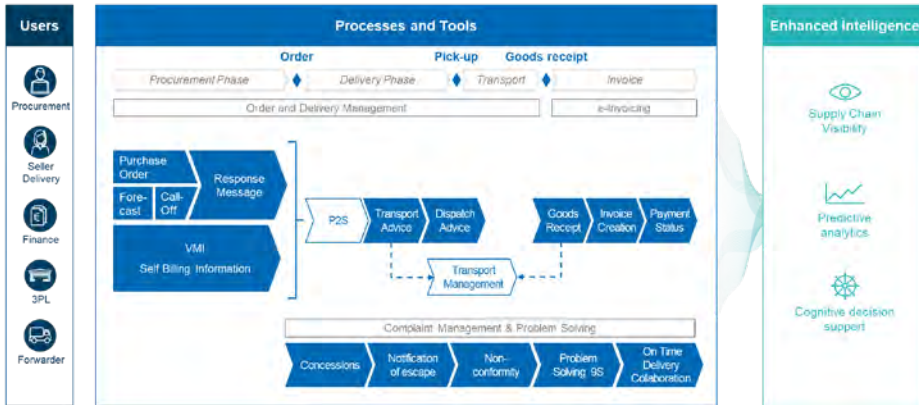 Users
Processes and Tools
Enhanced intelligence
Order
Pick-up
Goods receipt
Procurement Phase
Delivery Phase
Transport
Invoice
Order and Delivery Management
e-Invoicing
Procurement
Seller
Delivery
Finance
3PL
Forwarder
Purchase
Order
Fore-
cast
Call-
Off
Response
Message
VMI
Self Billing Information
P2S
Transport
Advice
Dispatch
Advice
Goods
Receipt
Invoice
Creation
Payment
Status
Transport
Management
Complaint Management & Problem Solving
Concessions
Notification
of escape
Non-
conformity
Problem
Solving 9S
On Time
Delivery
Collaboration
Supply Chain
Visibility
Predictive
analytics
Cognitive decision
support